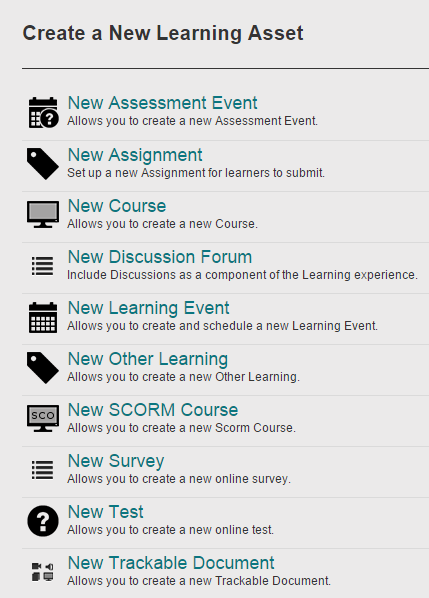 Create a New Learning Asset
New Assessment Event
Allows you to create a new Assessment Event.
New Assignment
Set up a new Assignment for learners to submit.
New Course
Allows you to create a new Course.
New Discussion Forum
Include Discussions as a component of the Learning experience.
New Learning Event
Allows you to create and schedule a new Learning Event.
New Other Learning
Allows you to create a new Other Learning.
SCO
New SCORM Course
Allows you to create a new Scorm Course.
New Survey
Allows you to create a new online survey.
New Test
Allows you to create a new online test.
New Trackable Document
Allows you to create a new Trackable Document.